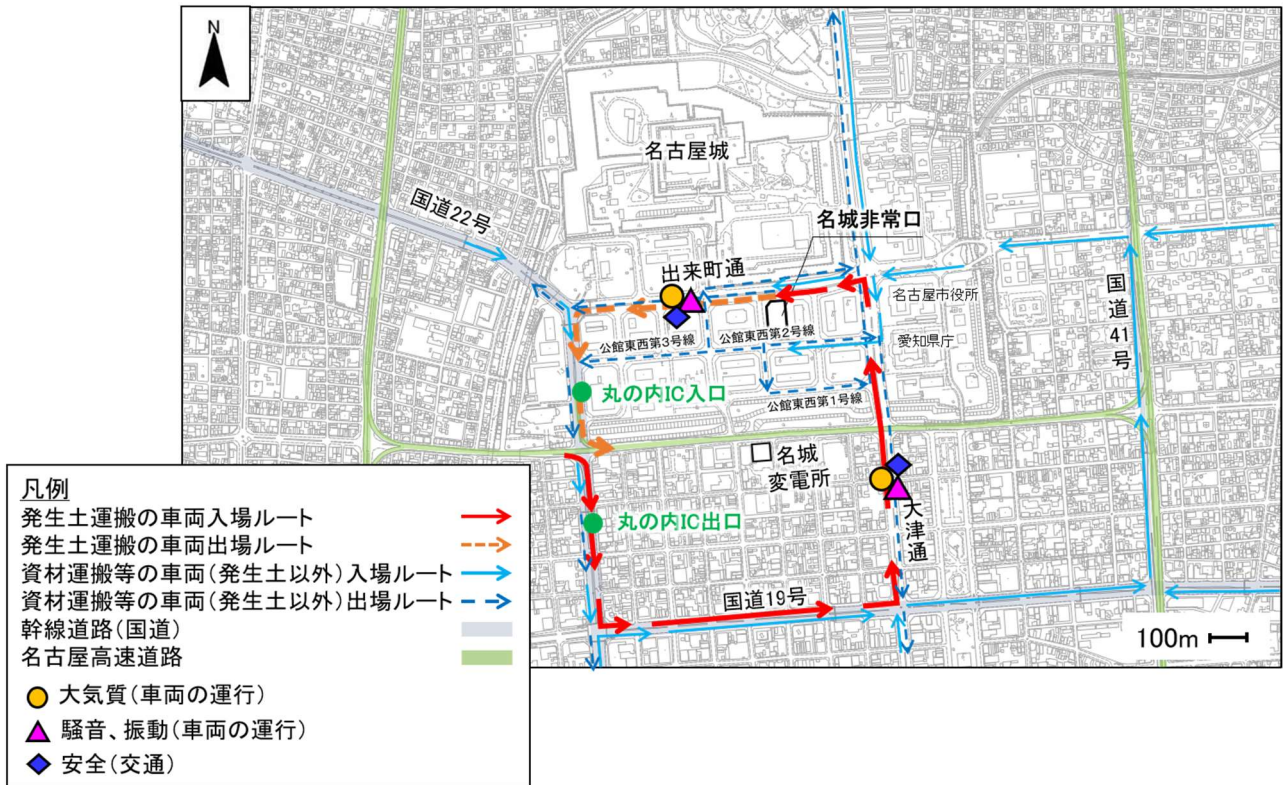 N
名古屋城
国道22号
名城非常口
出来町通
名古屋市役所
国道41号
公館東西第3号線
公館東西第2号線
愛知県庁
丸の内IC入口
公館東西第1号線
名城
変電所
大津通
丸の内IC出口
国道19号
100m
凡例
発生土運搬の車両入場ルート
発生土運搬の車両出場ルート
資材運搬等の車両(発生土以外)入場ルート
資材運搬等の車両(発生土以外)出場ルート
幹線道路(国道)
名古屋高速道路
大気質(車両の運行)
騒音、振動(車両の運行)
安全(交通)